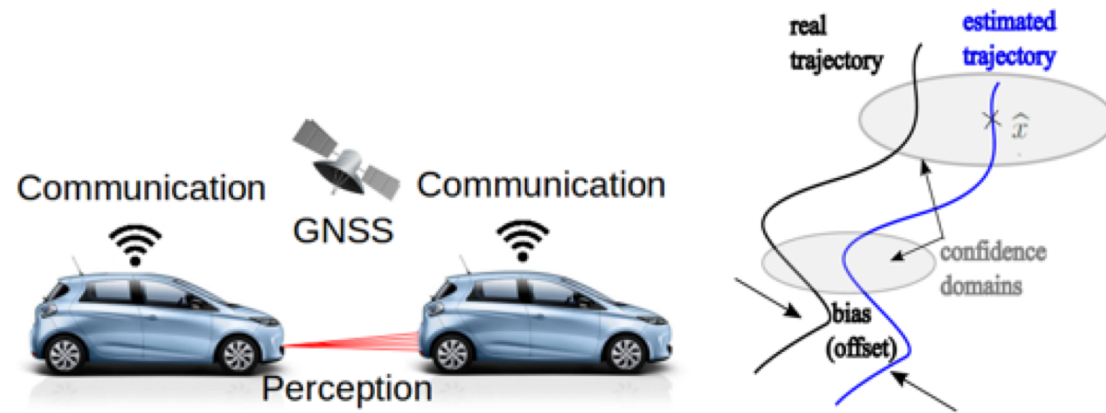 Communication
GNSS
Communication
Perception
real
trajectory
estimated
trajectory
x̂
confidence
domains
bias
(offset)